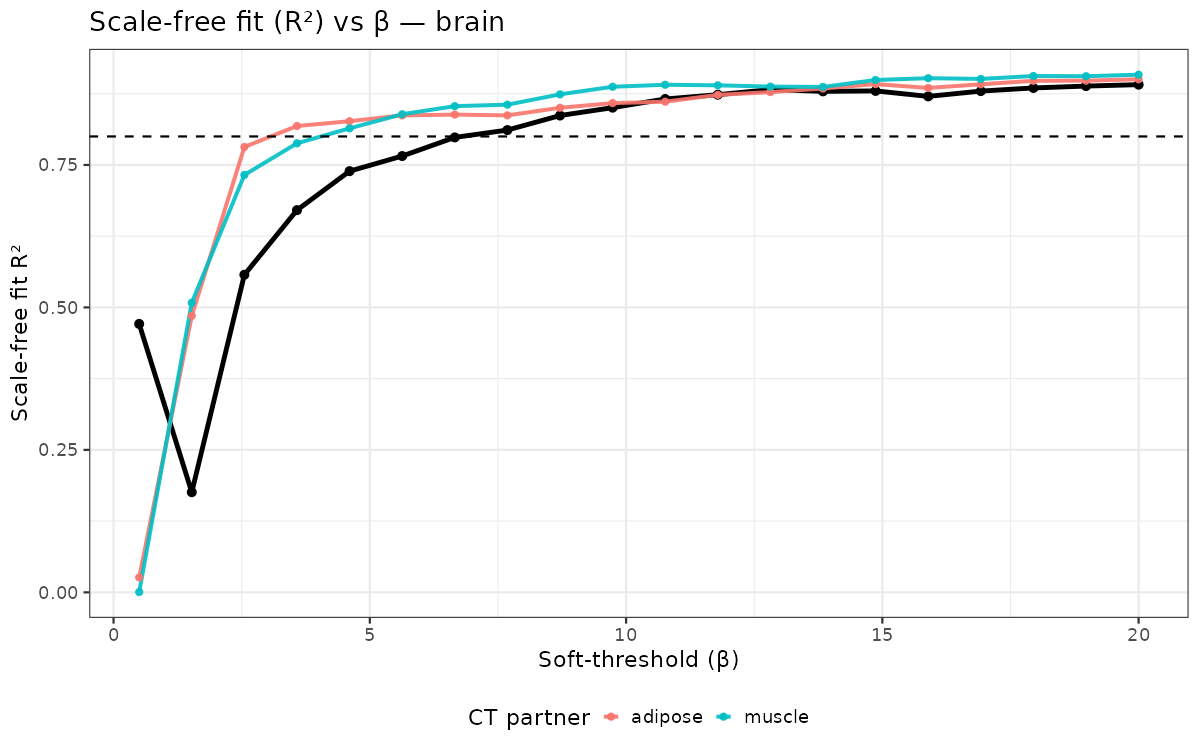 Scale-free fit (R²) vs β — brain
Scale-free fit R²
0.75
0.50
0.25
0.00
0 5 10 15 20
Soft-threshold (β)
CT partner adipose muscle